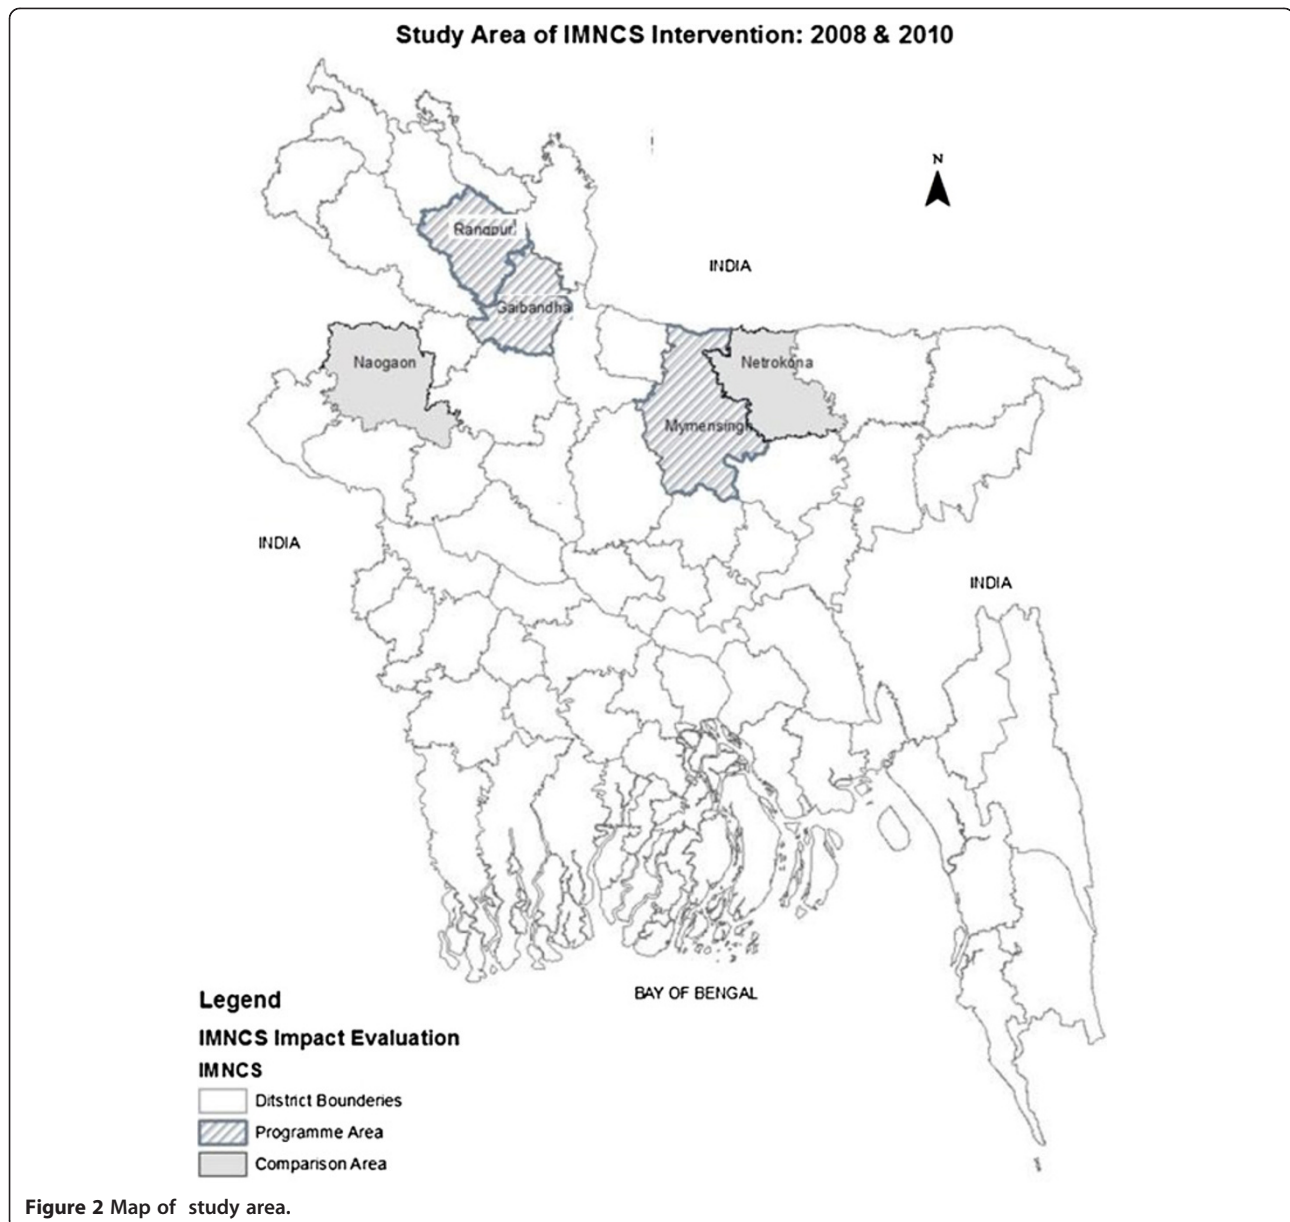 Study Area of IMNCS Intervention: 2008 & 2010
N
INDIA
Rangpur
Gaibandha
Naogaon
Netrokona
Mymensingh
INDIA
INDIA
BAY OF BENGAL
Legend
IMNCS Impact Evaluation
IMNCS
Ditstrict Bounderies
Programme Area
Comparison Area
Figure 2 Map of study area.